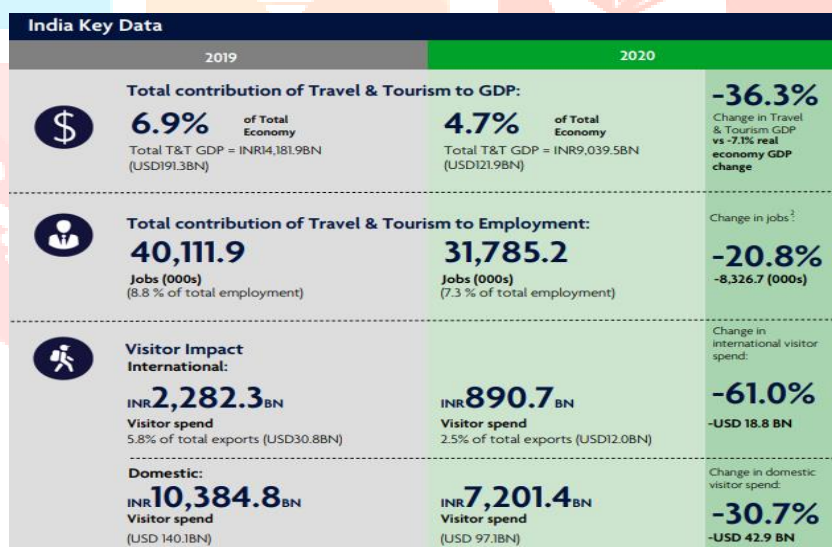 India Key Data
2019
2020
Total contribution of Travel & Tourism to GDP:
6.9% of Total Economy
Total T&T GDP = INR14,181.9BN
(USD191.3BN)
4.7% of Total Economy
Total T&T GDP = INR9,039.5BN
(USD121.9BN)
-36.3%
Change in Travel
& Tourism GDP
vs -7.1% real
economy GDP
change
$
Total contribution of Travel & Tourism to Employment:
40,111.9
Jobs (000s)
(8.8 % of total employment)
31,785.2
Jobs (000s)
(7.3 % of total employment)
Change in jobs²:
-20.8%
-8,326.7 (000s)
Visitor Impact
International:
INR2,282.3BN
Visitor spend
5.8% of total exports (USD30.8BN)
INR890.7BN
Visitor spend
2.5% of total exports (USD12.0BN)
Change in
international visitor
spend:
-61.0%
-USD 18.8 BN
Domestic:
INR10,384.8BN
Visitor spend
(USD 140.1BN)
INR7,201.4BN
Visitor spend
(USD 97.1BN)
Change in domestic
visitor spend:
-30.7%
-USD 42.9 BN